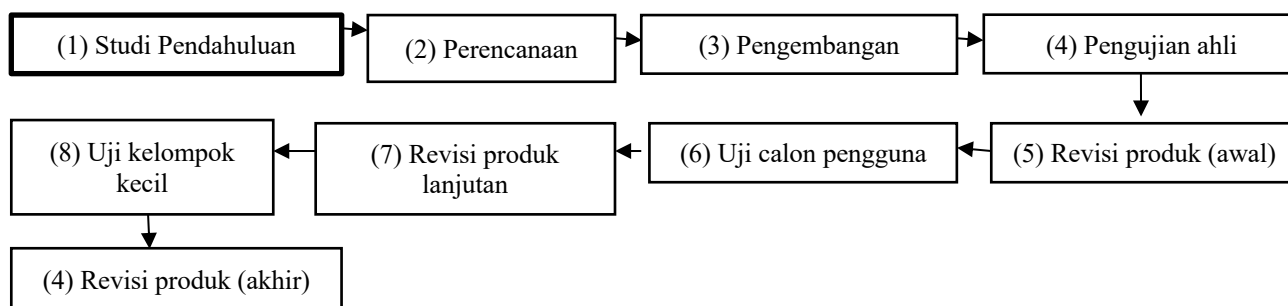 (1) Studi Pendahuluan
(2) Perencanaan
(3) Pengembangan
(4) Pengujian ahli
(5) Revisi produk (awal)
(6) Uji calon pengguna
(7) Revisi produk
lanjutan
(8) Uji kelompok
kecil
(4) Revisi produk (akhir)